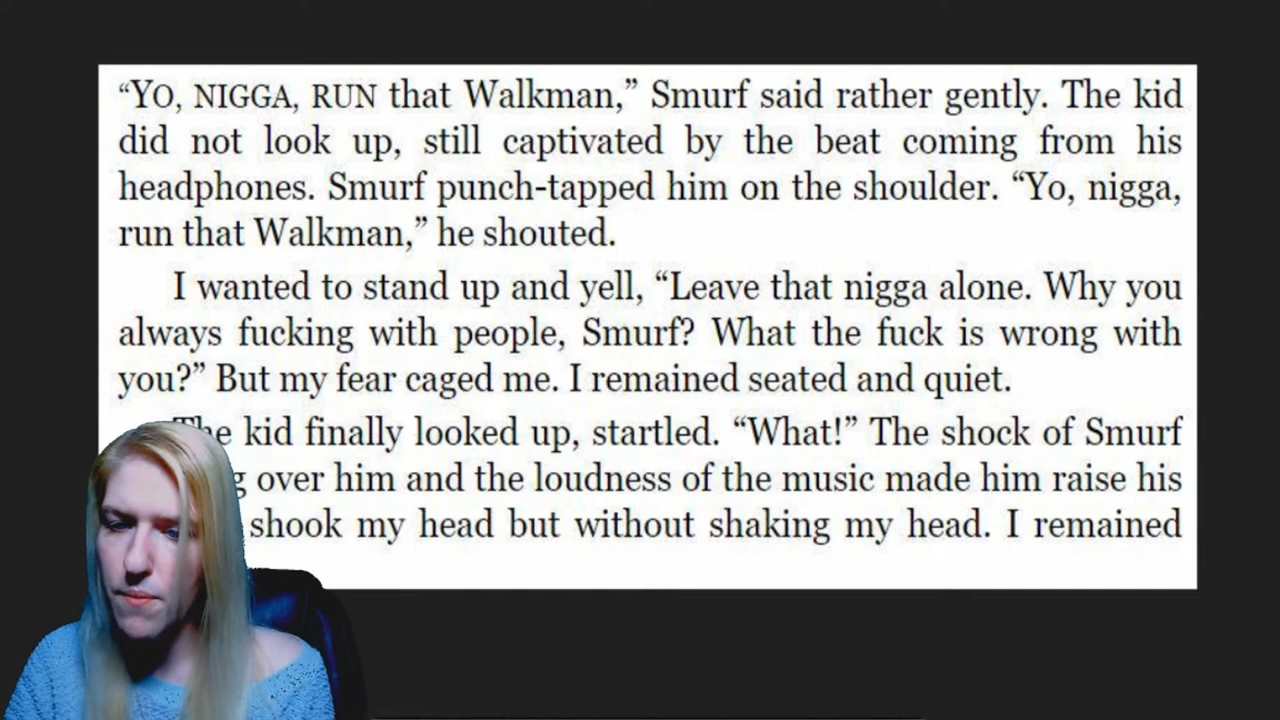 “YO, NIGGA, RUN that Walkman,” Smurf said rather gently. The kid
did not look up, still captivated by the beat coming from his
headphones. Smurf punch-tapped him on the shoulder. “Yo, nigga,
run that Walkman,” he shouted.
I wanted to stand up and yell, “Leave that nigga alone. Why you
always fucking with people, Smurf? What the fuck is wrong with
you?” But my fear caged me. I remained seated and quiet.
The kid finally looked up, startled. “What!” The shock of Smurf
over him and the loudness of the music made him raise his
shook my head but without shaking my head. I remained